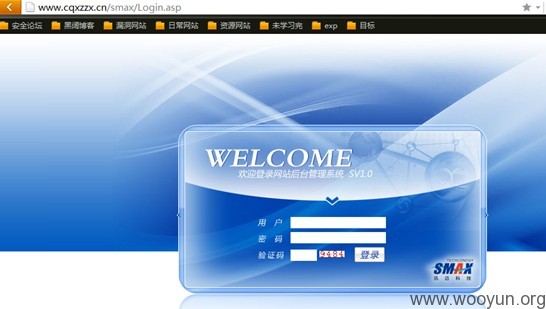 www.cqxzzx.cn/smax/Login.asp
安全论坛 黑阔博客 漏洞网站 日常网站 资源网站 未学习完 exp 目标
WELCOME
欢迎登录网站后台管理系统 SV1.0
用 户
密 码
验证码 登录
TECHNOLOGY
SMAX
www.wooyun.org